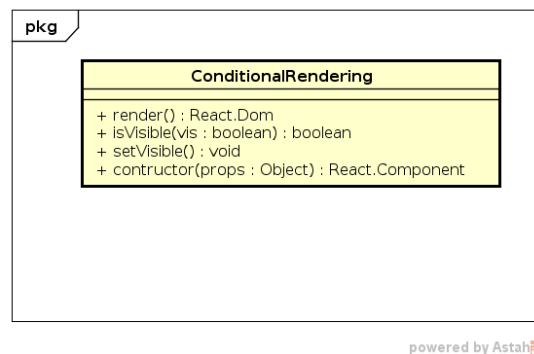 pkg
ConditionalRendering
+ render() : React.Dom
+ isVisible(vis : boolean) : boolean
+ setVisible() : void
+ contructor(props : Object) : React.Component
powered by Astah